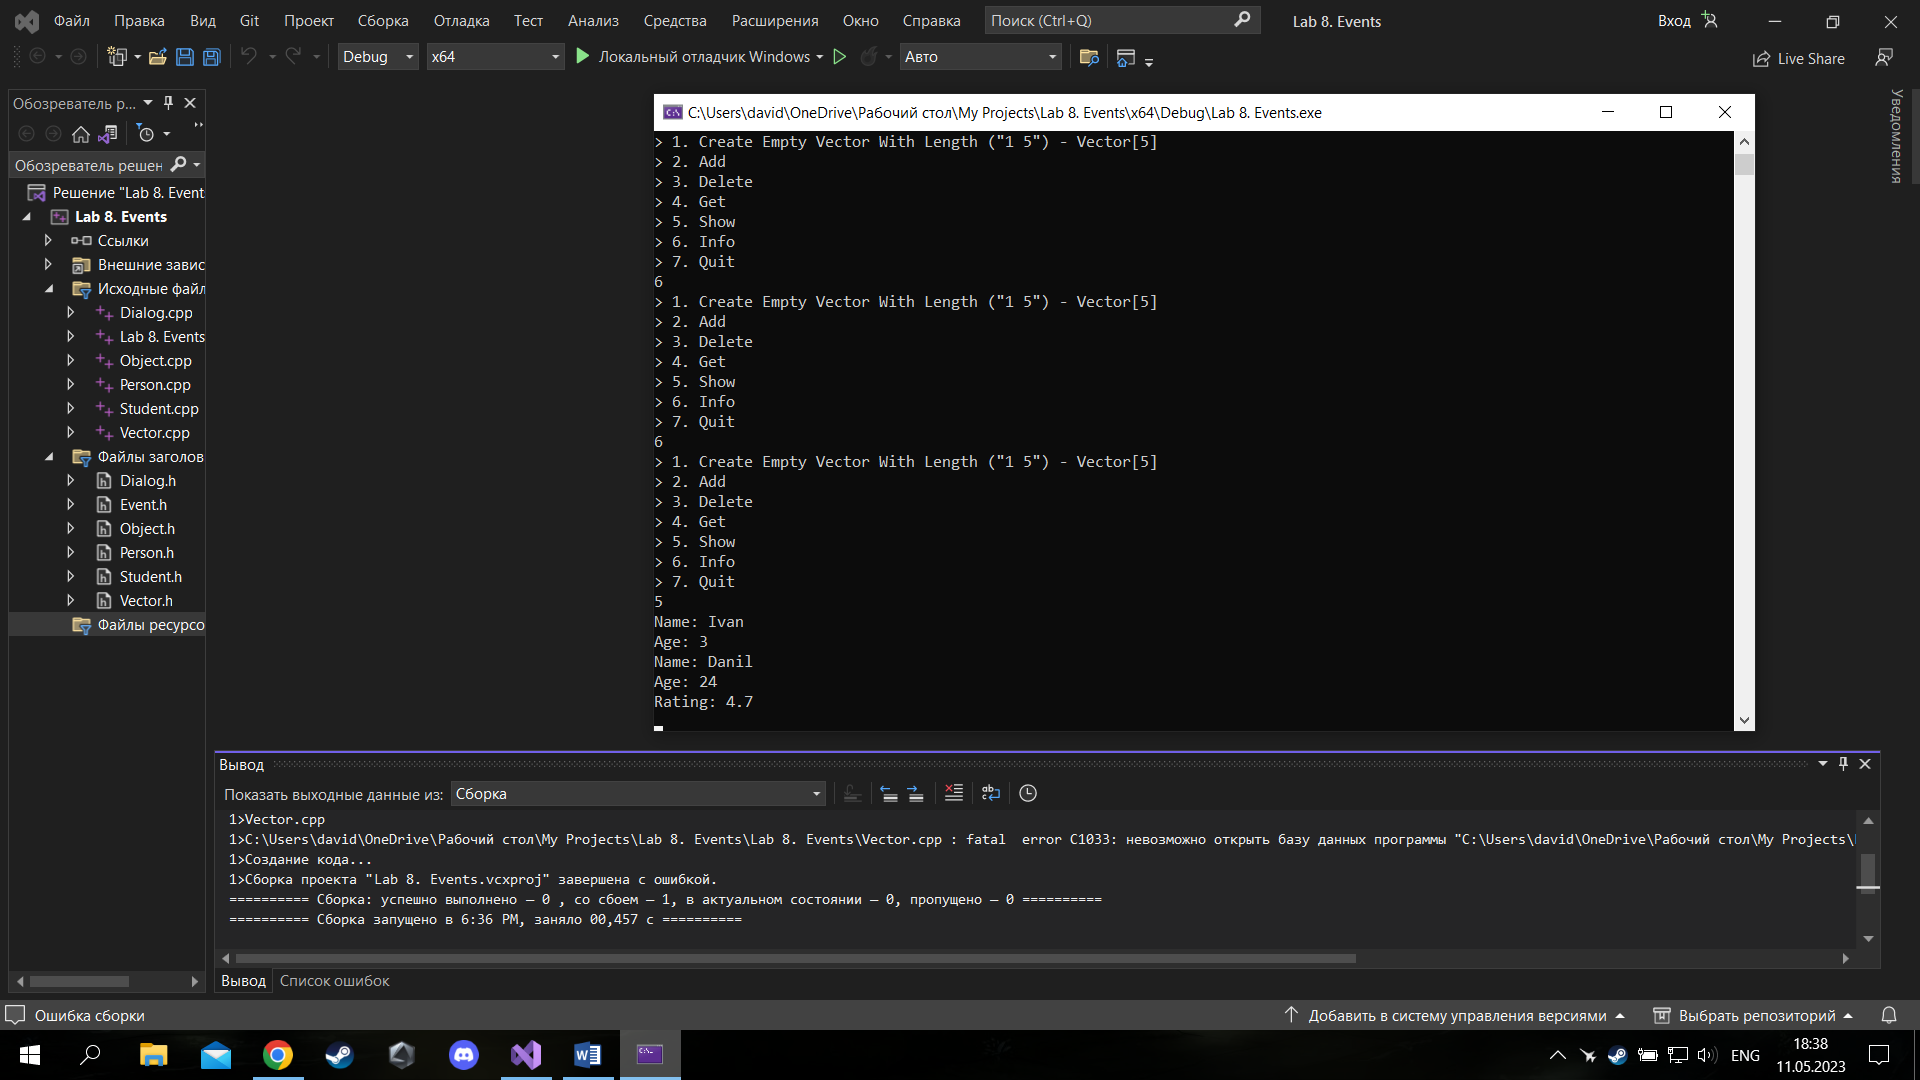 Файл Правка Вид Git Проект Сборка Отладка Тест Анализ Средства Расширения Окно Справка Поиск (Ctrl+Q) Lab 8. Events Вход
Debug x64 Локальный отладчик Windows Авто Live Share
Обозреватель р...
Обозреватель решен
Решение "Lab 8. Event
Lab 8. Events
Ссылки
Внешние завис
Исходные файл
Dialog.cpp
Lab 8. Events
Object.cpp
Person.cpp
Student.cpp
Vector.cpp
Файлы заголов
Dialog.h
Event.h
Object.h
Person.h
Student.h
Vector.h
Файлы ресурсо
C:\Users\david\OneDrive\Рабочий стол\My Projects\Lab 8. Events\x64\Debug\Lab 8. Events.exe
> 1. Create Empty Vector With Length ("1 5") - Vector[5]
> 2. Add
> 3. Delete
> 4. Get
> 5. Show
> 6. Info
> 7. Quit
6
> 1. Create Empty Vector With Length ("1 5") - Vector[5]
> 2. Add
> 3. Delete
> 4. Get
> 5. Show
> 6. Info
> 7. Quit
6
> 1. Create Empty Vector With Length ("1 5") - Vector[5]
> 2. Add
> 3. Delete
> 4. Get
> 5. Show
> 6. Info
> 7. Quit
5
Name: Ivan
Age: 3
Name: Danil
Age: 24
Rating: 4.7
Уведомления
Вывод
Показать выходные данные из: Сборка
1>Vector.cpp
1>C:\Users\david\OneDrive\Рабочий стол\My Projects\Lab 8. Events\Lab 8. Events\Vector.cpp : fatal  error C1033: невозможно открыть базу данных программы "C:\Users\david\OneDrive\Рабочий стол\My Projects\
1>Создание кода...
1>Сборка проекта "Lab 8. Events.vcxproj" завершена с ошибкой.
========== Сборка: успешно выполнено — 0 , со сбоем — 1, в актуальном состоянии — 0, пропущено — 0 ==========
========== Сборка запущено в 6:36 PM, заняло 00,457 с ==========
Вывод Список ошибок
Ошибка сборки Добавить в систему управления версиями Выбрать репозиторий
ENG
18:38
11.05.2023